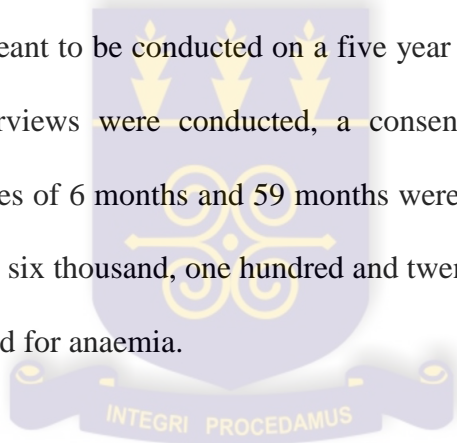 eant to be conducted on a five year
rviews were conducted, a consen
es of 6 months and 59 months were
six thousand, one hundred and twen
d for anaemia.
INTEGRI PROCEDAMUS